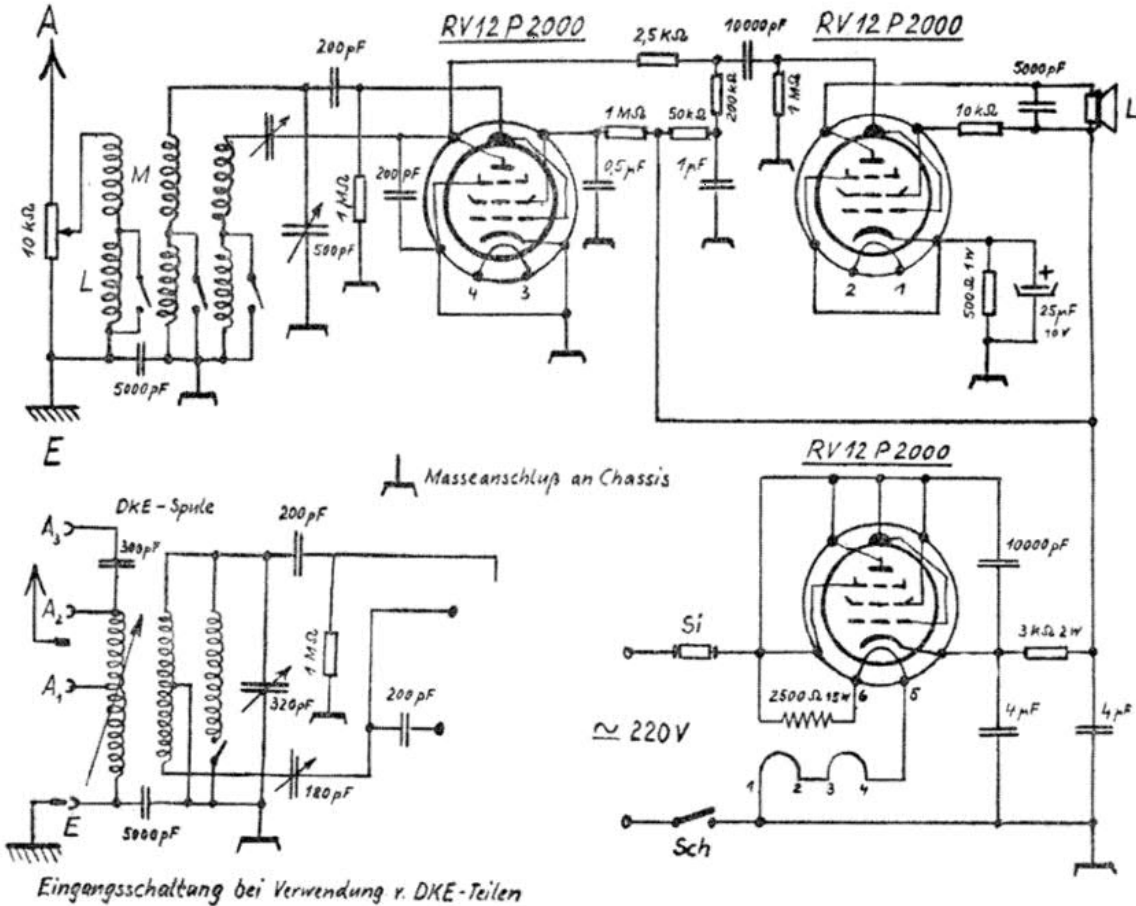 A
RV12P2000
RV12P2000
200pF
2,5kΩ
10000pF
200kΩ
1MΩ
5000pF
L
10kΩ
1MΩ
50kΩ
M
L
10kΩ
200pF
0,5µF
1µF
1MΩ
500pF
4 3
2 1
500Ω 1W
+
25µF
10V
5000pF
E
RV12P2000
Masseanschluß an Chassis
DKE-Spule
A3
300pF
200pF
10000pF
A2
1MΩ
Si
3kΩ 2W
A1
320pF
200pF
2500Ω 15W
6 5
4µF
4µF
≃ 220V
1 2 3 4
180pF
E
5000pF
Sch
Eingangsschaltung bei Verwendung v. DKE-Teilen